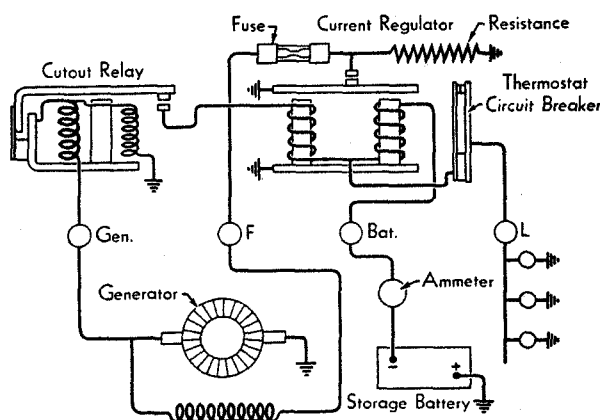 Fuse
Current Regulator
Resistance
Cutout Relay
Thermostat
Circuit Breaker
Gen.
F
Bat.
L
Generator
Ammeter
-
+
Storage Battery